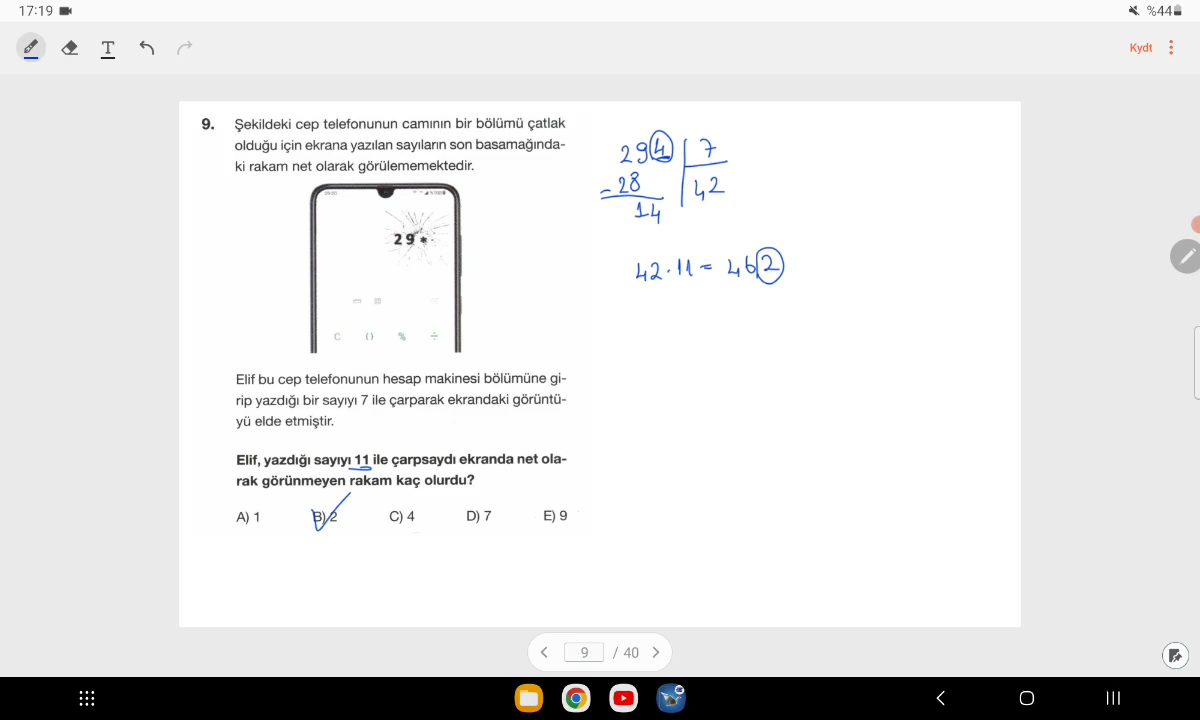 17:19
%44
T
Kydt
9. Şekildeki cep telefonunun camının bir bölümü çatlak
olduğu için ekrana yazılan sayıların son basamağında-
ki rakam net olarak görülememektedir.
29*
C () % ÷
Elif bu cep telefonunun hesap makinesi bölümüne gi-
rip yazdığı bir sayıyı 7 ile çarparak ekrandaki görüntü-
yü elde etmiştir.
Elif, yazdığı sayıyı 11 ile çarpsaydı ekranda net ola-
rak görünmeyen rakam kaç olurdu?
A) 1 B) 2 C) 4 D) 7 E) 9
294 7
-28 42
14
42.11= 462
9 / 40